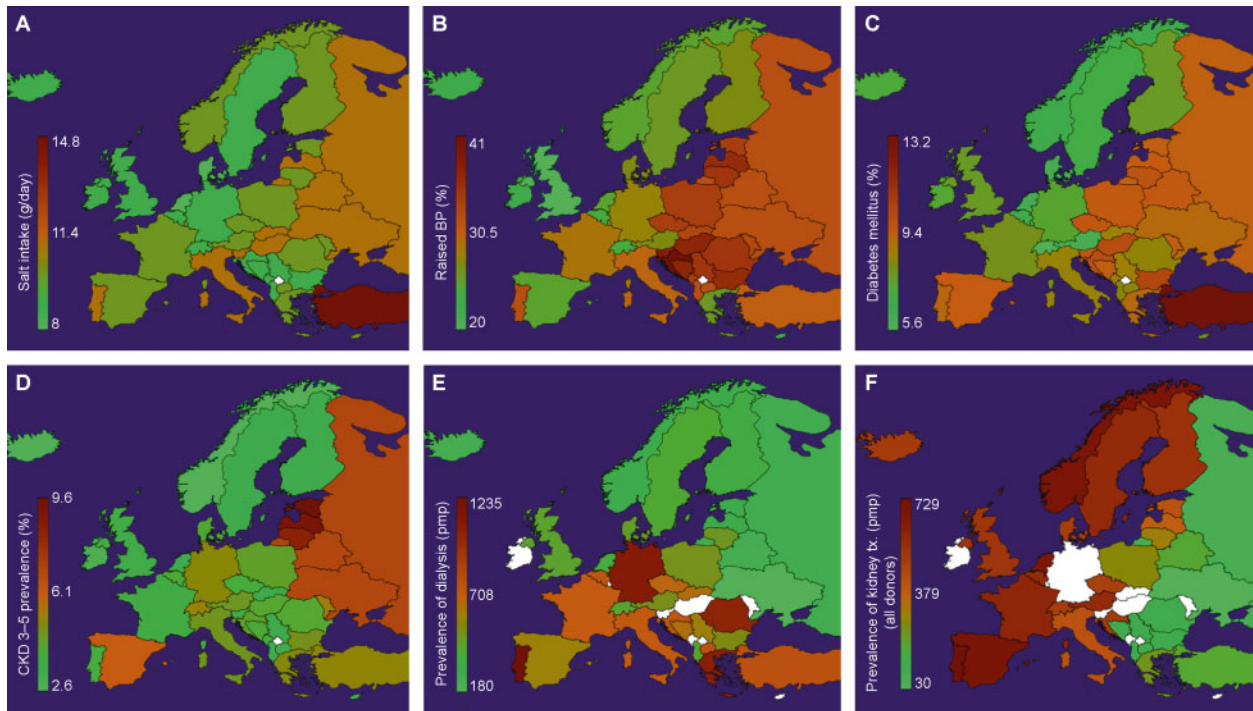 A
14.8
11.4
8
Salt intake (g/day)
B
41
30.5
20
Raised BP (%)
C
13.2
9.4
5.6
Diabetes mellitus (%)
D
9.6
6.1
2.6
CKD 3–5 prevalence (%)
E
1235
708
180
Prevalence of dialysis (pmp)
F
729
379
30
Prevalence of kidney tx. (pmp)
(all donors)